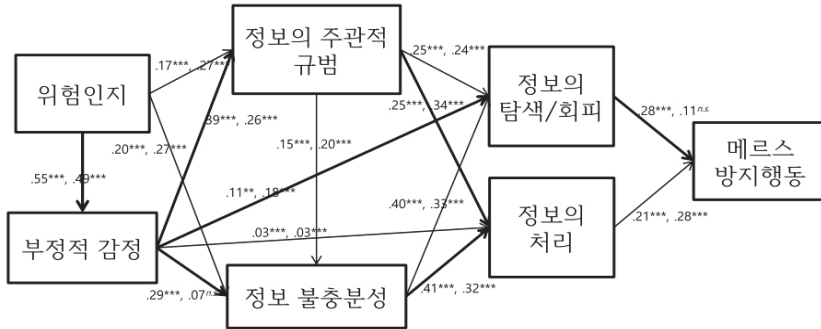 정보의 주관적
규범
.17***, .27***
.25***, .24***
위험인지
정보의
탐색/회피
.39***, .26***
.25***, .34***
.28***, .11n.s.
.20***, .27***
.15***, .20***
메르스
방지행동
.55***, .49***
.11**, .18***
.40***, .33***
정보의
처리
.21***, .28***
부정적 감정
.03***, .03***
.29***, .07n.s.
정보 불충분성
.41***, .32***